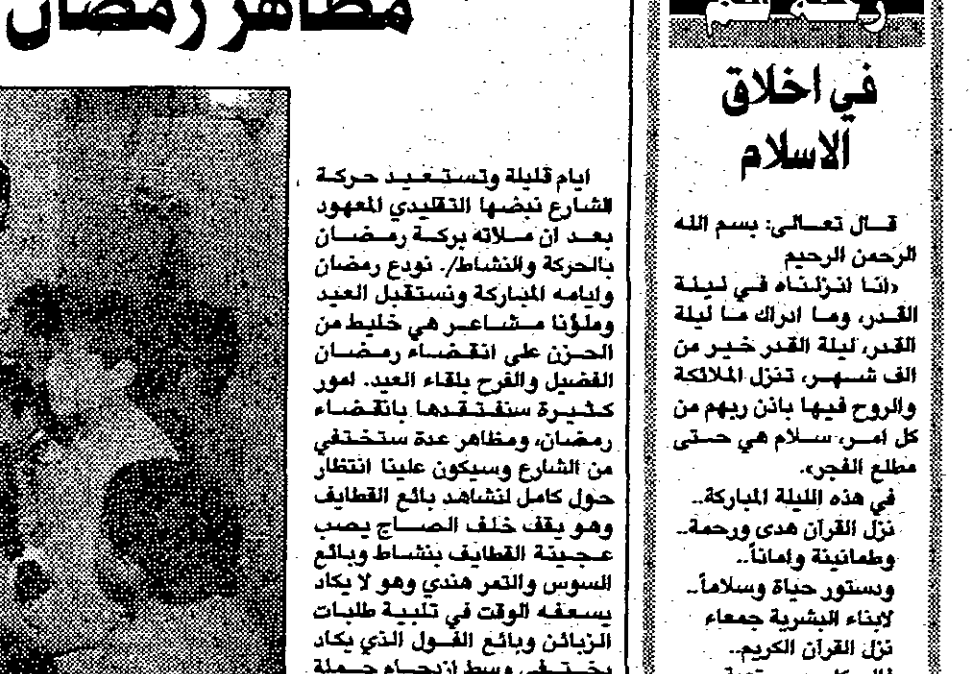 رحمة لكم
في اخلاق
الاسلام
قال تعالى: بسم الله
الرحمن الرحيم
«انا انزلناه في ليلة
القدر، وما ادراك ما ليلة
القدر، ليلة القدر خير من
الف شهر، تنزل الملائكة
والروح فيها باذن ربهم من
كل امر، سلام هي حتى
مطلع الفجر».
في هذه الليلة المباركة..
نزل القرآن هدى ورحمة..
وطمانينة واماناً..
ودستور حياة وسلاماً..
لابناء البشرية جمعاء
نزل القرآن الكريم..
مظاهر رمضان
ايام قليلة وتستعيد حركة
الشارع نبضها التقليدي المعهود
بعد ان ملاته بركة رمضان
بالحركة والنشاط/. نودع رمضان
وايامه المباركة ونستقبل العيد
وملؤنا مشاعر هي خليط من
الحزن على انقضاء رمضان
الفضيل والفرح بلقاء العيد. امور
كثيرة سنفتقدها بانقضاء
رمضان، ومظاهر عدة ستختفي
من الشارع وسيكون علينا انتظار
حول كامل لنشاهد بائع القطايف
وهو يقف خلف الصاج يصب
عجينة القطايف بنشاط وبائع
السوس والتمر هندي وهو لا يكاد
يسعفه الوقت في تلبية طلبات
الزبائن وبائع الفول الذي يكاد
يختفي وسط ازدحام حملة